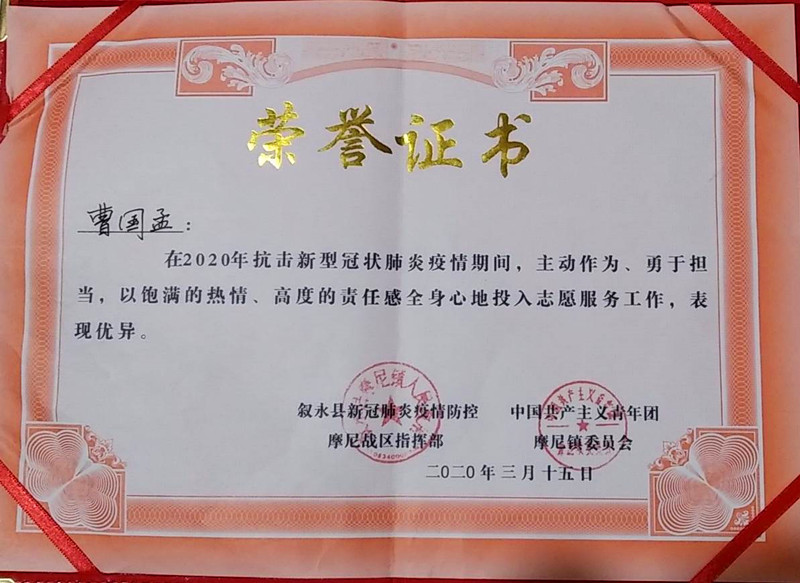 荣誉证书
曹国孟：
在2020年抗击新型冠状肺炎疫情期间，主动作为、勇于担
当，以饱满的热情、高度的责任感全身心地投入志愿服务工作，表
现优异。
叙永县新冠肺炎疫情防控 中国共产主义青年团
摩尼战区指挥部 摩尼镇委员会
二〇二〇年三月十五日